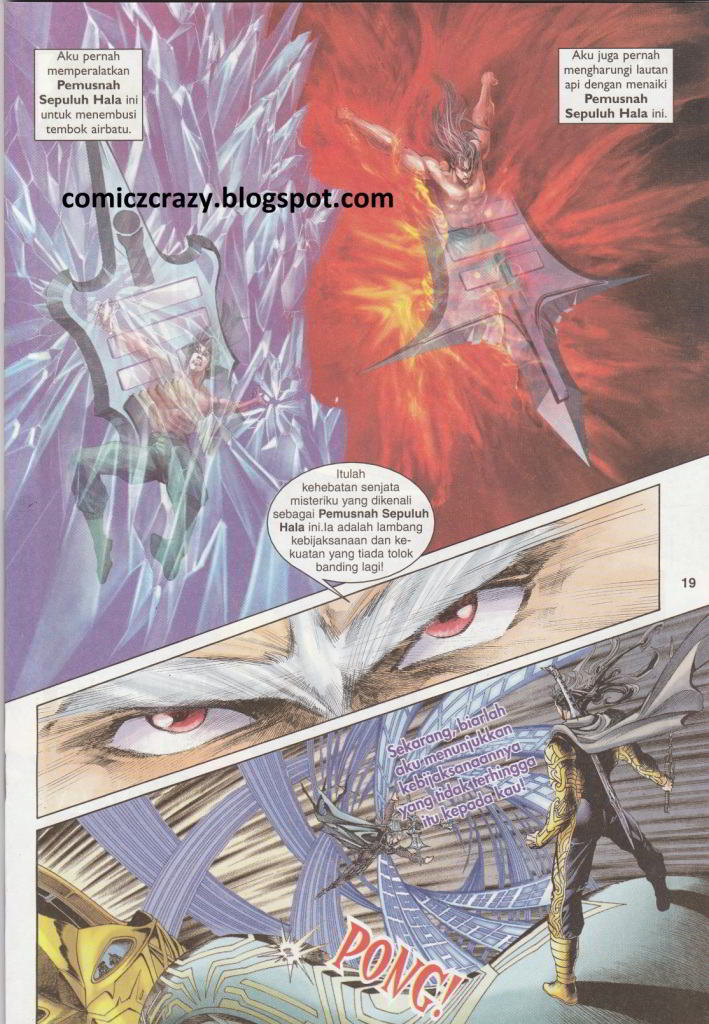 Aku pernah
memperalatkan
Pemusnah
Sepuluh Hala ini
untuk menembusi
tembok airbatu.
Aku juga pernah
mengharungi lautan
api dengan menaiki
Pemusnah
Sepuluh Hala ini.
comiczcrazy.blogspot.com
Itulah
kehebatan senjata
misteriku yang dikenali
sebagai Pemusnah Sepuluh
Hala ini.Ia adalah lambang
kebijaksanaan dan ke-
kuatan yang tiada tolok
banding lagi!
19
Sekarang, biarlah
aku menunjukkan
kebijaksanaannya
yang tidak terhingga
itu kepada kau!
PONG!